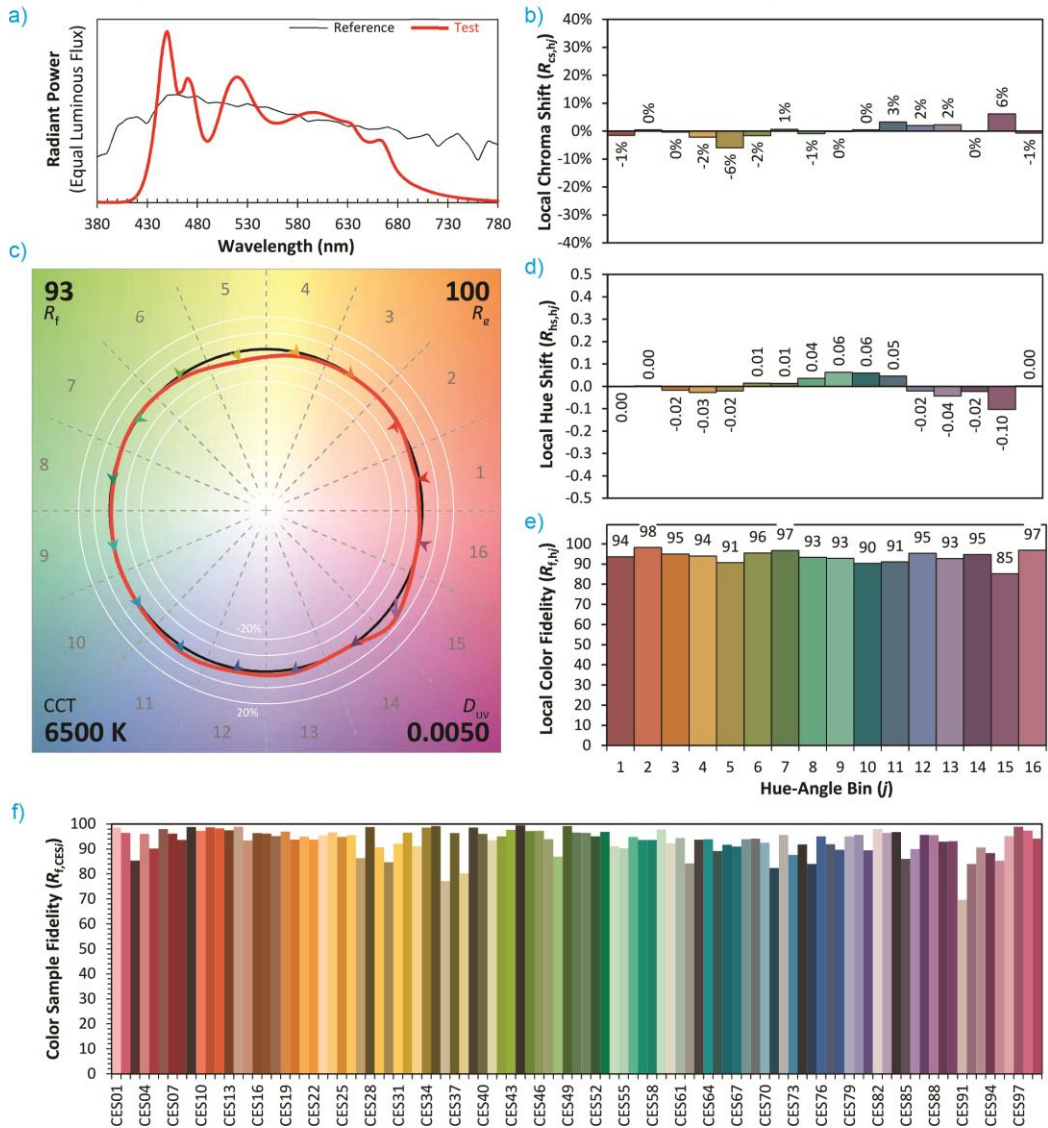 a)
Reference
Test
Radiant Power
(Equal Luminous Flux
380 430 480 530 580 630 680 730 780
Wavelength (nm)
b)
Local Chroma Shift (Rcs,hj)
40%
30%
20%
10%
0%
-10%
-20%
-30%
-40%
-1% 0% 0% -2% -6% -2% 1% -1% 0% 0% 3% 2% 2% 0% 6% -1%
c)
93
Rf
100
Rg
1
2
3
4
5
6
7
8
9
10
11
12
13
14
15
16
-20%
20%
CCT
6500 K
Duv
0.0050
d)
Local Hue Shift (Rhs,hj)
0.5
0.4
0.3
0.2
0.1
0.0
-0.1
-0.2
-0.3
-0.4
-0.5
0.00 0.00 -0.02 -0.03 -0.02 0.01 0.01 0.04 0.06 0.06 0.05 -0.02 -0.04 -0.02 -0.10 0.00
e)
Local Color Fidelity (Rf,hj)
100
90
80
70
60
50
40
30
20
10
0
94 98 95 94 91 96 97 93 93 90 91 95 93 95 85 97
1 2 3 4 5 6 7 8 9 10 11 12 13 14 15 16
Hue-Angle Bin (j)
f)
Color Sample Fidelity (Rf,CESi)
100
90
80
70
60
50
40
30
20
10
0
CES01 CES04 CES07 CES10 CES13 CES16 CES19 CES22 CES25 CES28 CES31 CES34 CES37 CES40 CES43 CES46 CES49 CES52 CES55 CES58 CES61 CES64 CES67 CES70 CES73 CES76 CES79 CES82 CES85 CES88 CES91 CES94 CES97